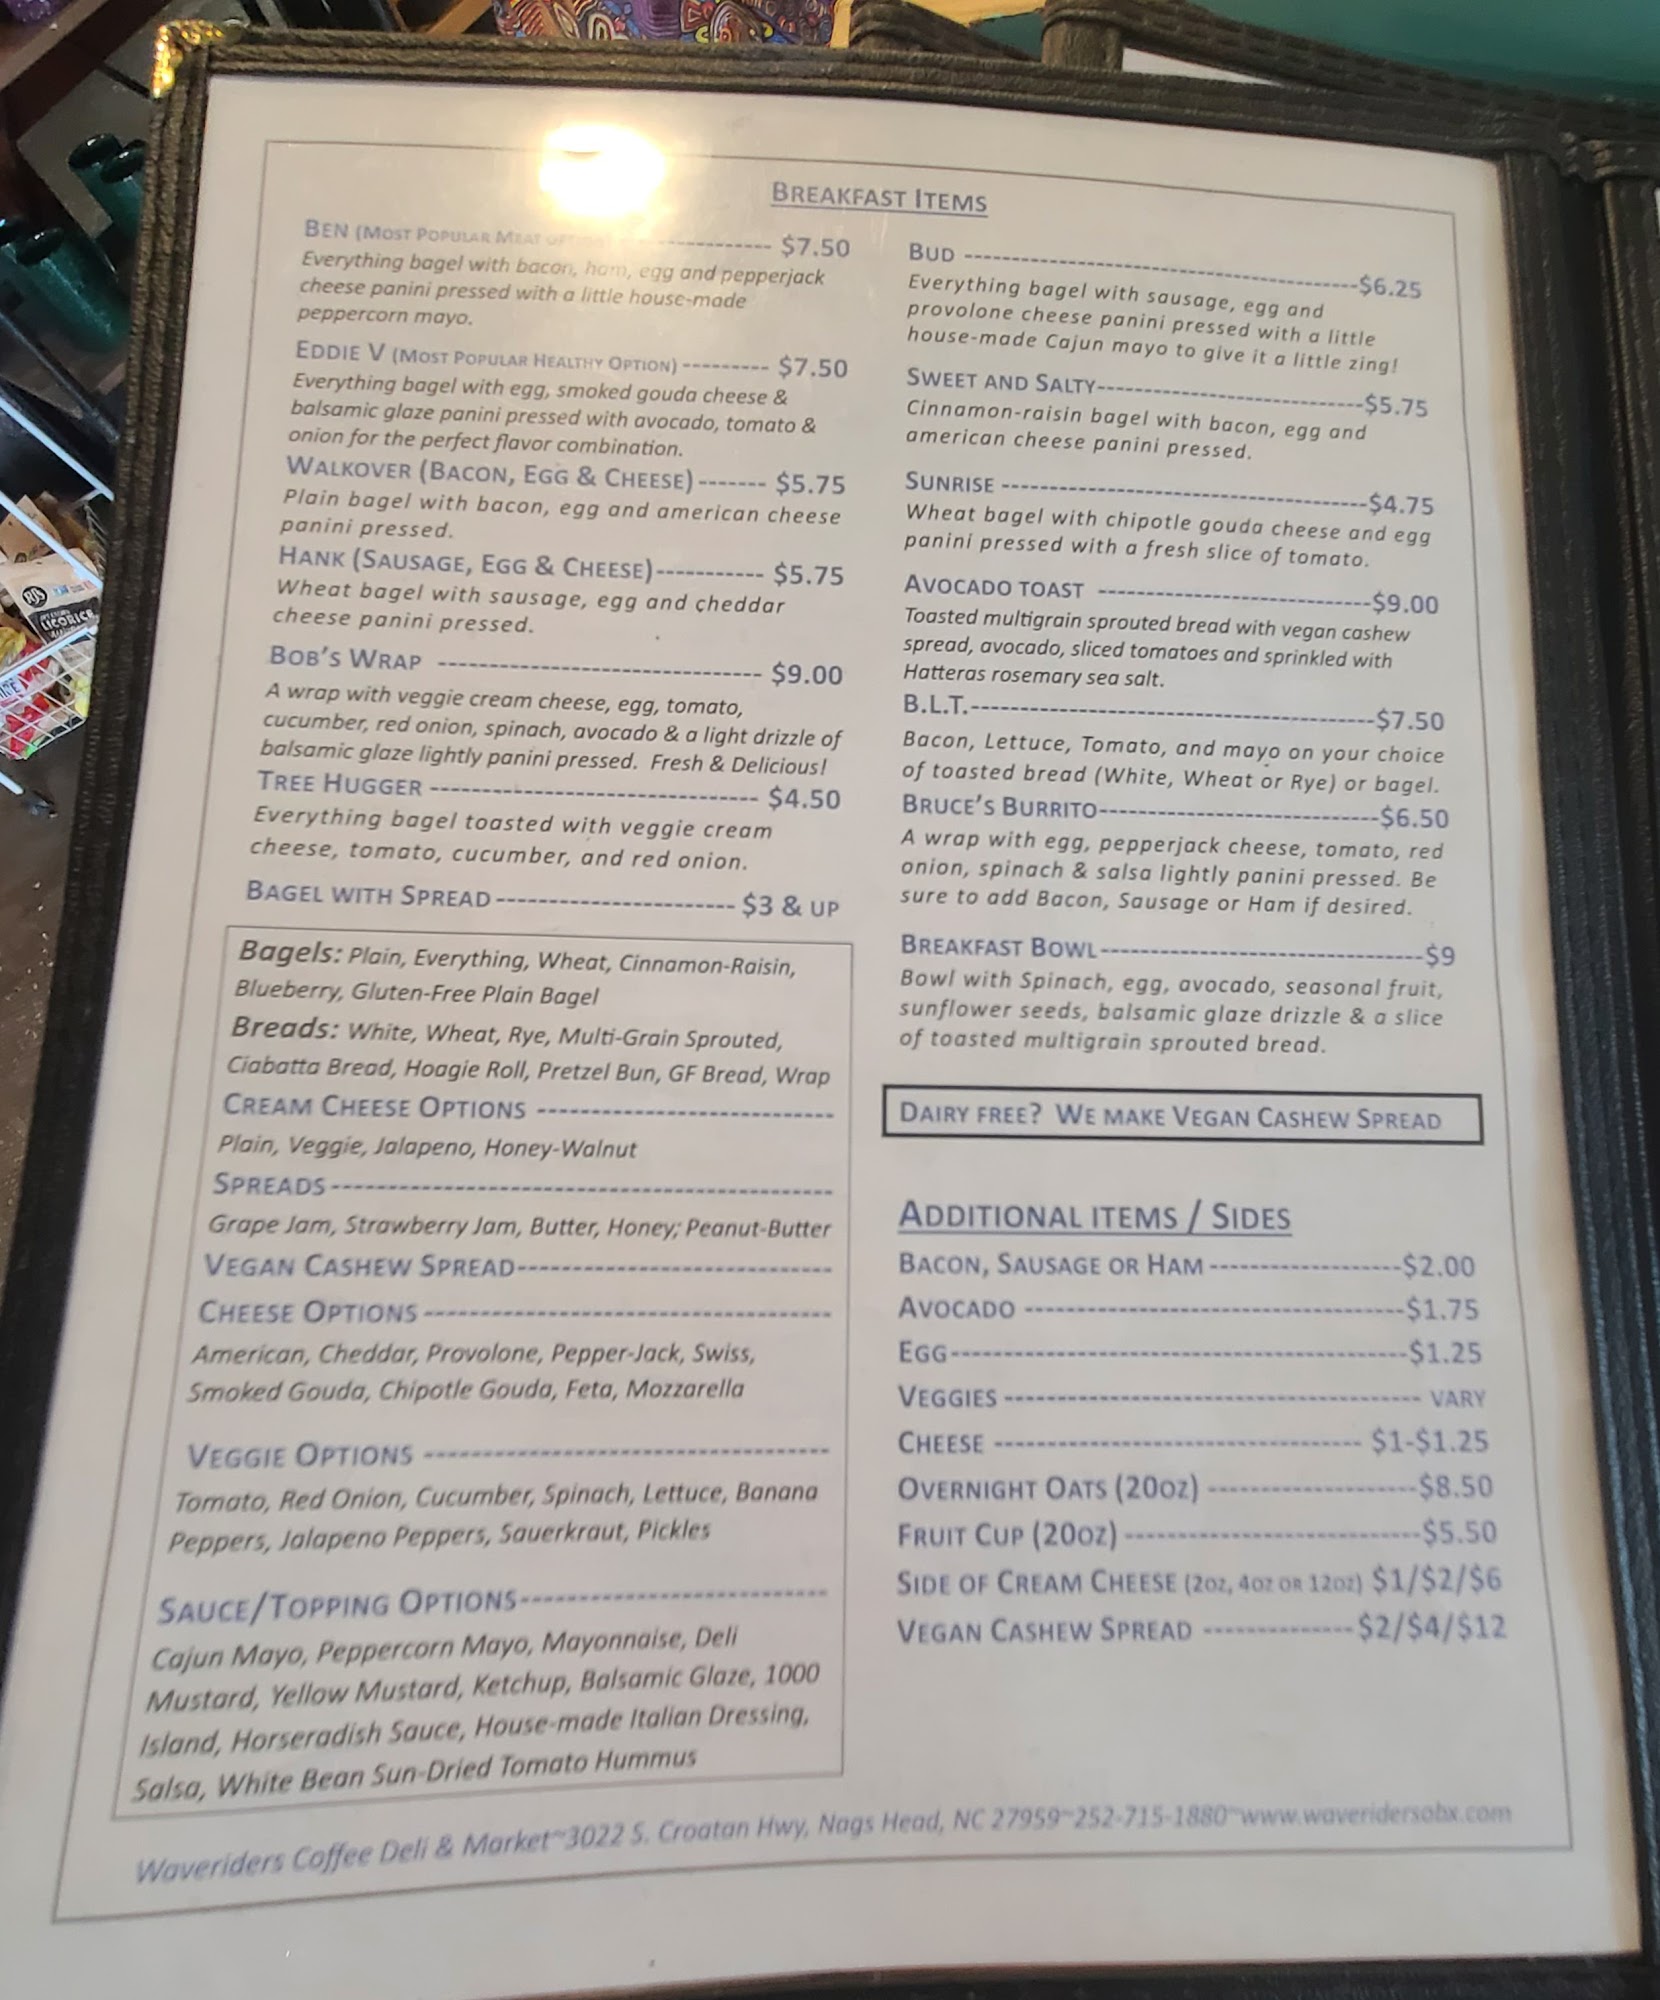 BREAKFAST ITEMS
BEN (MOST POPULAR MEAT OPTION) ------------ $7.50
Everything bagel with bacon, ham, egg and pepperjack
cheese panini pressed with a little house-made
peppercorn mayo.
EDDIE V (MOST POPULAR HEALTHY OPTION) --------- $7.50
Everything bagel with egg, smoked gouda cheese &
balsamic glaze panini pressed with avocado, tomato &
onion for the perfect flavor combination.
WALKOVER (BACON, EGG & CHEESE) ------- $5.75
Plain bagel with bacon, egg and american cheese
panini pressed.
HANK (SAUSAGE, EGG & CHEESE)----------- $5.75
Wheat bagel with sausage, egg and cheddar
cheese panini pressed.
BOB'S WRAP ------------------------------- $9.00
A wrap with veggie cream cheese, egg, tomato,
cucumber, red onion, spinach, avocado & a light drizzle of
balsamic glaze lightly panini pressed. Fresh & Delicious!
TREE HUGGER -------------------------------- $4.50
Everything bagel toasted with veggie cream
cheese, tomato, cucumber, and red onion.
BAGEL WITH SPREAD ----------------------- $3 & UP
Bagels: Plain, Everything, Wheat, Cinnamon-Raisin,
Blueberry, Gluten-Free Plain Bagel
Breads: White, Wheat, Rye, Multi-Grain Sprouted,
Ciabatta Bread, Hoagie Roll, Pretzel Bun, GF Bread, Wrap
CREAM CHEESE OPTIONS --------------------------
Plain, Veggie, Jalapeno, Honey-Walnut
SPREADS --------------------------------------------
Grape Jam, Strawberry Jam, Butter, Honey; Peanut-Butter
VEGAN CASHEW SPREAD---------------------------
CHEESE OPTIONS -----------------------------------
American, Cheddar, Provolone, Pepper-Jack, Swiss,
Smoked Gouda, Chipotle Gouda, Feta, Mozzarella
VEGGIE OPTIONS -----------------------------------
Tomato, Red Onion, Cucumber, Spinach, Lettuce, Banana
Peppers, Jalapeno Peppers, Sauerkraut, Pickles
SAUCE/TOPPING OPTIONS---------------------------
Cajun Mayo, Peppercorn Mayo, Mayonnaise, Deli
Mustard, Yellow Mustard, Ketchup, Balsamic Glaze, 1000
Island, Horseradish Sauce, House-made Italian Dressing,
Salsa, White Bean Sun-Dried Tomato Hummus
BUD -------------------------------------$6.25
Everything bagel with sausage, egg and
provolone cheese panini pressed with a little
house-made Cajun mayo to give it a little zing!
SWEET AND SALTY-------------------------$5.75
Cinnamon-raisin bagel with bacon, egg and
american cheese panini pressed.
SUNRISE ----------------------------------$4.75
Wheat bagel with chipotle gouda cheese and egg
panini pressed with a fresh slice of tomato.
AVOCADO TOAST --------------------------$9.00
Toasted multigrain sprouted bread with vegan cashew
spread, avocado, sliced tomatoes and sprinkled with
Hatteras rosemary sea salt.
B.L.T.--------------------------------------$7.50
Bacon, Lettuce, Tomato, and mayo on your choice
of toasted bread (White, Wheat or Rye) or bagel.
BRUCE'S BURRITO--------------------------$6.50
A wrap with egg, pepperjack cheese, tomato, red
onion, spinach & salsa lightly panini pressed. Be
sure to add Bacon, Sausage or Ham if desired.
BREAKFAST BOWL-------------------------------$9
Bowl with Spinach, egg, avocado, seasonal fruit,
sunflower seeds, balsamic glaze drizzle & a slice
of toasted multigrain sprouted bread.
DAIRY FREE? WE MAKE VEGAN CASHEW SPREAD
ADDITIONAL ITEMS / SIDES
BACON, SAUSAGE OR HAM ------------------$2.00
AVOCADO ------------------------------------$1.75
EGG-------------------------------------------$1.25
VEGGIES --------------------------------------- VARY
CHEESE ----------------------------------- $1-$1.25
OVERNIGHT OATS (20OZ) --------------------$8.50
FRUIT CUP (20OZ) ----------------------------$5.50
SIDE OF CREAM CHEESE (2OZ, 4OZ OR 12OZ) $1/$2/$6
VEGAN CASHEW SPREAD --------------$2/$4/$12
Waveriders Coffee Deli & Market~3022 S. Croatan Hwy, Nags Head, NC 27959~252-715-1880~www.waveridersobx.com
RJ'S
LICORICE